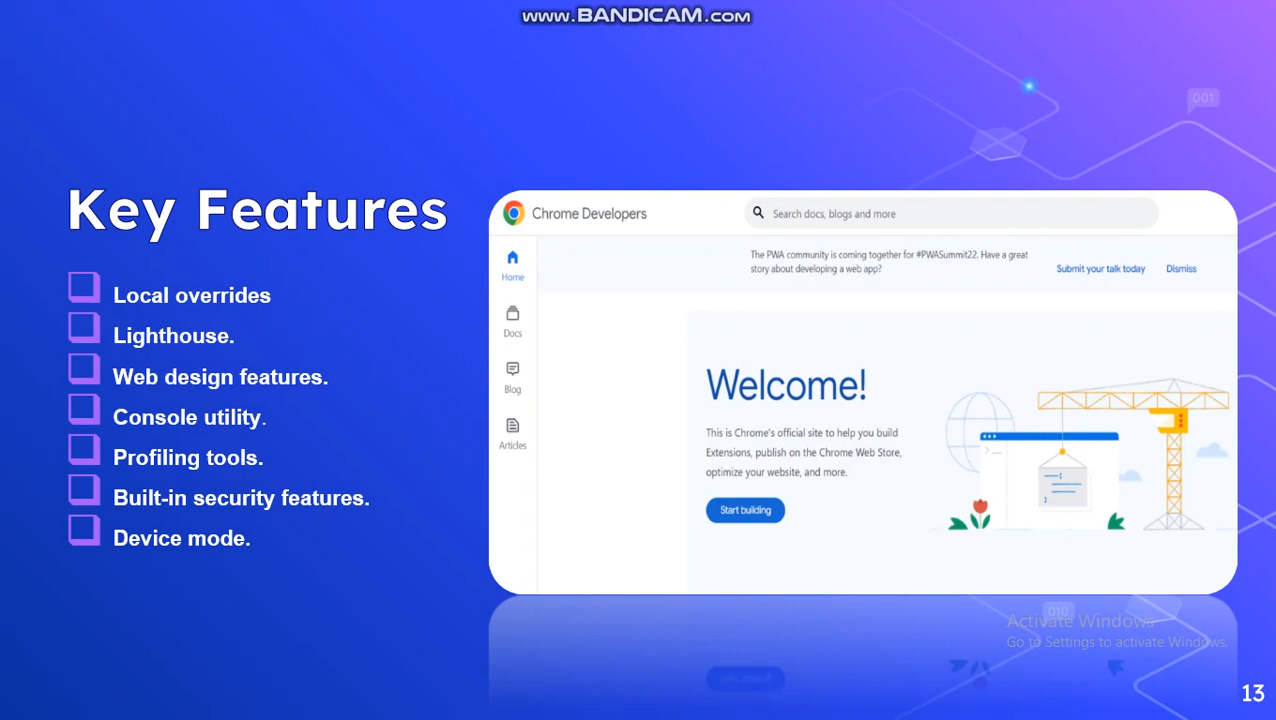 www.BANDICAM.com
001
Key Features
Local overrides
Lighthouse.
Web design features.
Console utility.
Profiling tools.
Built-in security features.
Device mode.
Chrome Developers
Search docs, blogs and more
The PWA community is coming together for #PWASummit22. Have a great
story about developing a web app?
Submit your talk today
Dismiss
Home
Docs
Blog
Articles
Welcome!
This is Chrome's official site to help you build
Extensions, publish on the Chrome Web Store,
optimize your website, and more.
Start building
010
Activate Windows
Go to Settings to activate Windows.
13